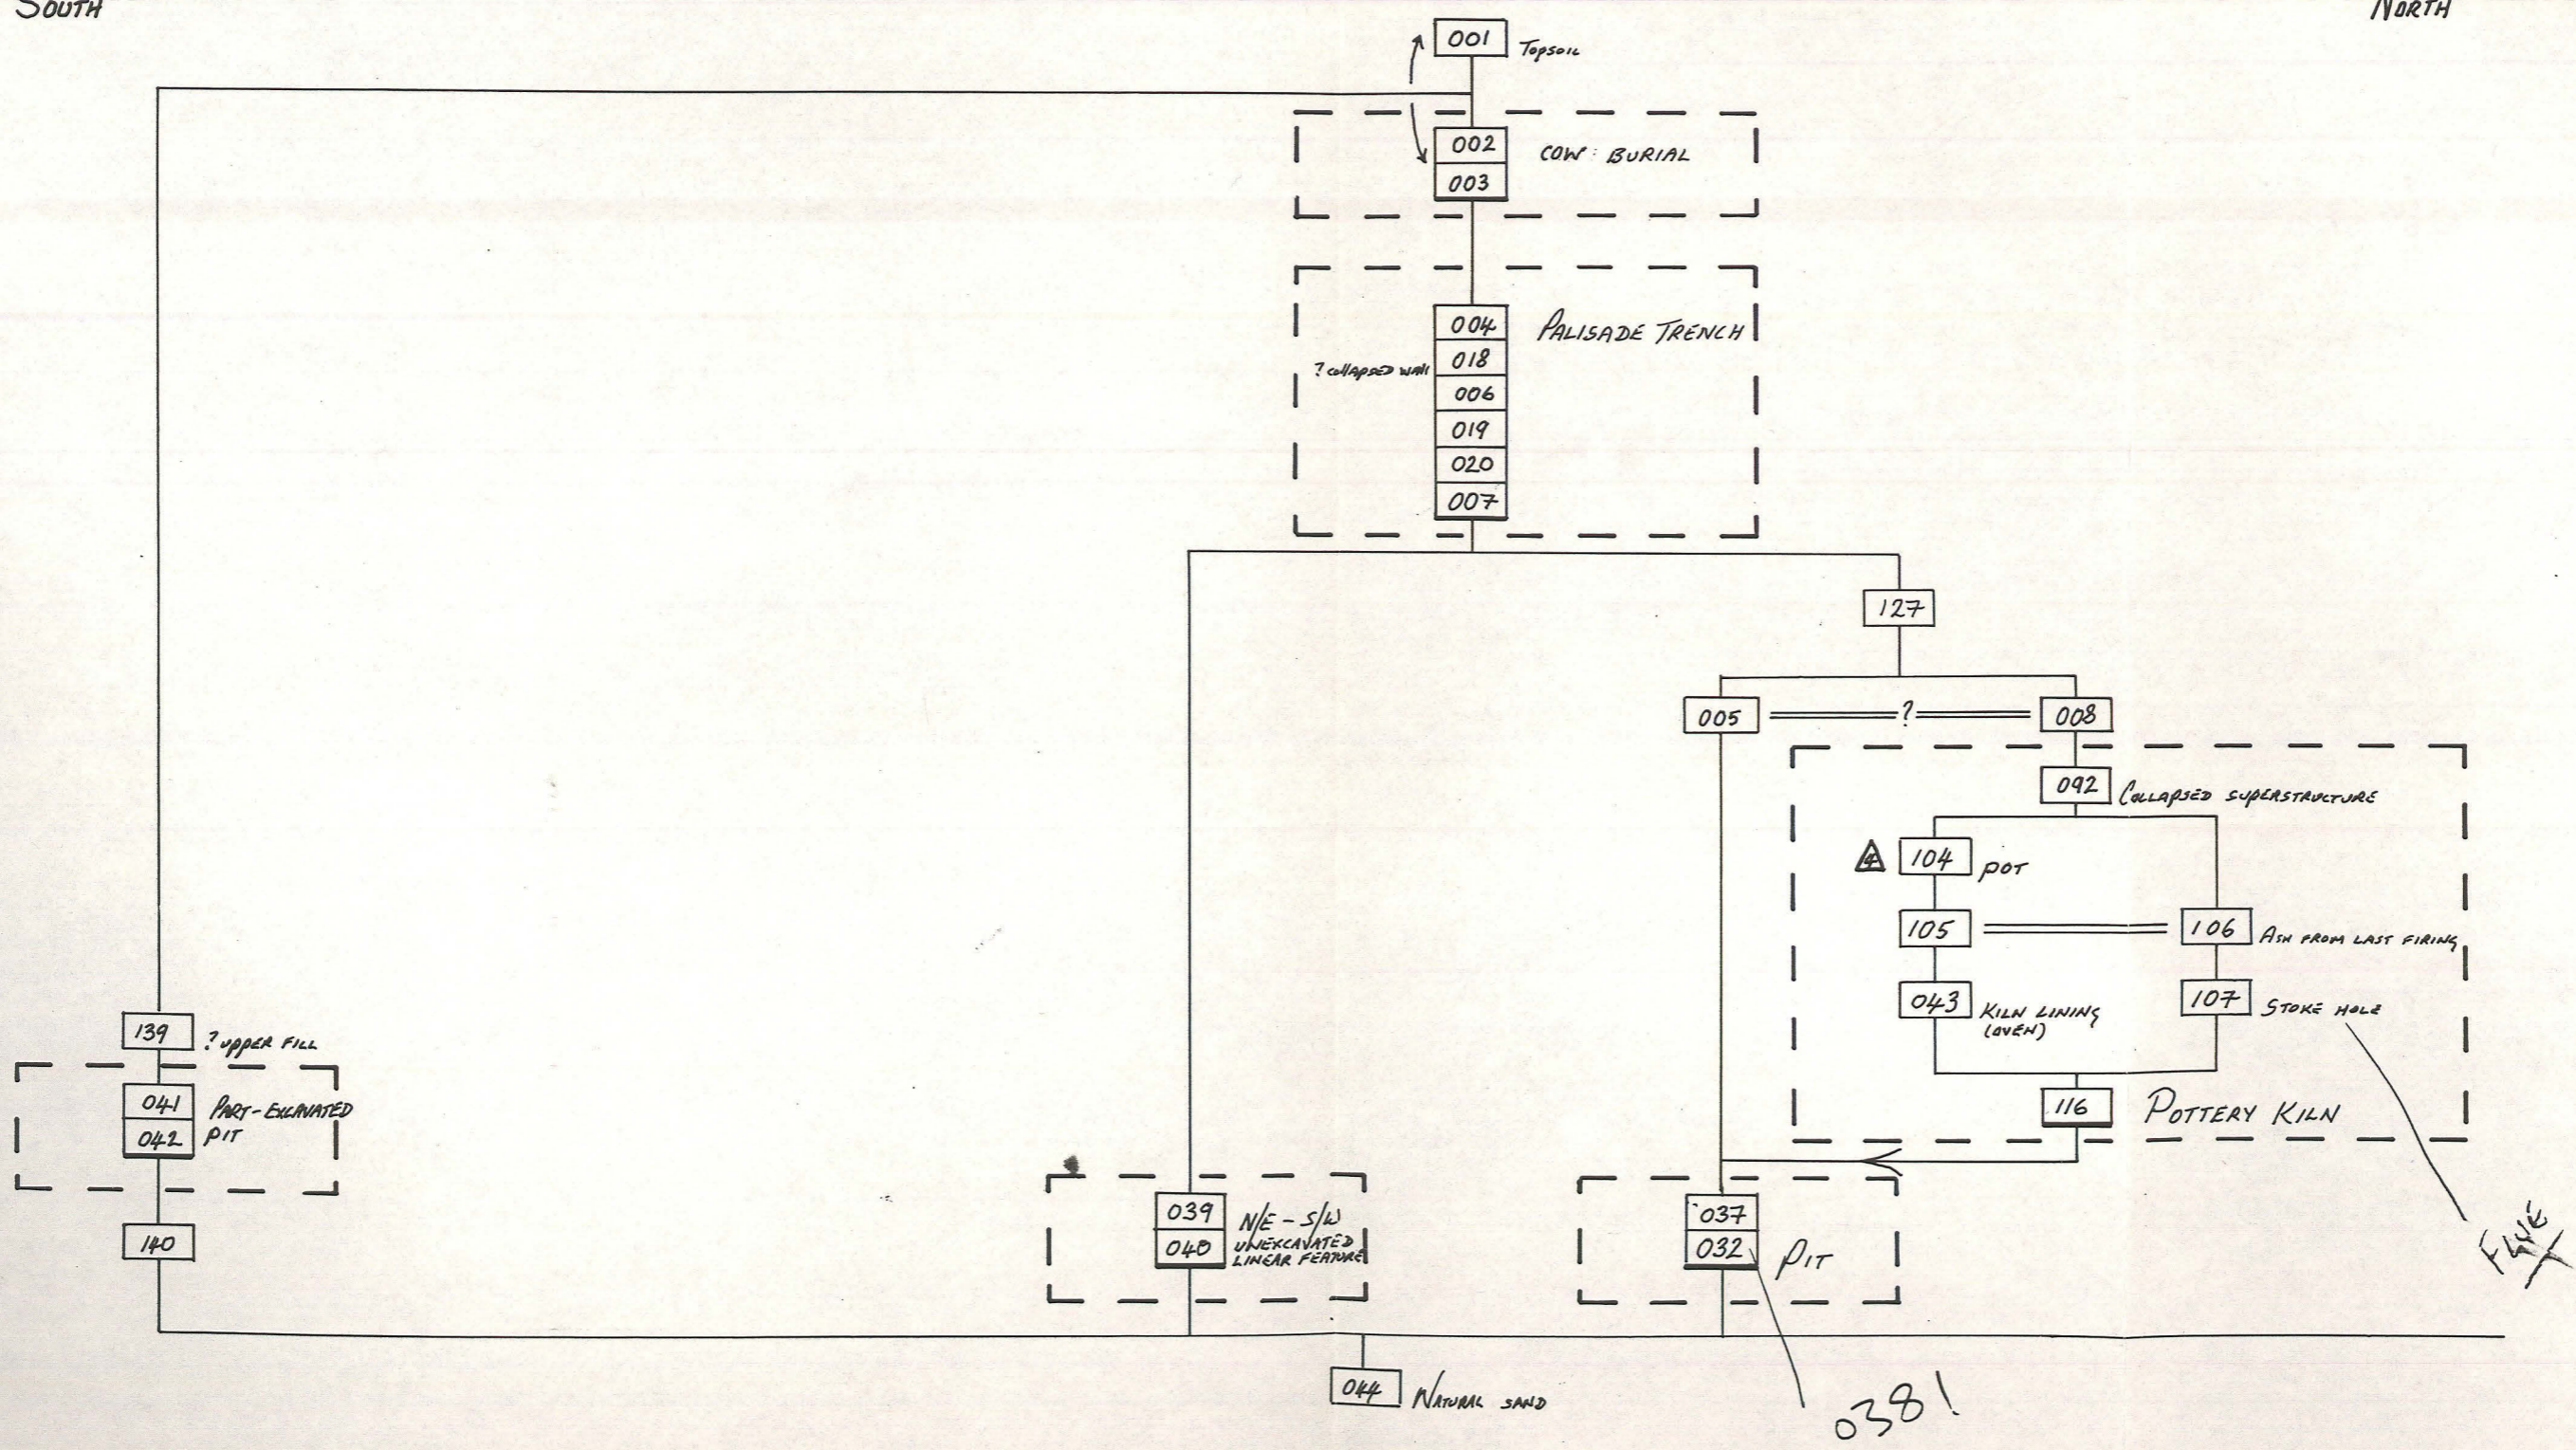 SOUTH
NORTH
001 Topsoil
002 COW : BURIAL
003
004 PALISADE TRENCH
? collapsed wall 018
006
019
020
007
127
005 ? 008
092 COLLAPSED SUPERSTRUCTURE
4 104 POT
105 106 ASH FROM LAST FIRING
043 KILN LINING
(OVEN)
107 STOKE HOLE
116 POTTERY KILN
FLUE
139 ? UPPER FILL
041 PART-EXCAVATED
042 PIT
140
039 N/E - S/W
040 UNEXCAVATED
LINEAR FEATURE
037
032 PIT
038!
044 NATURAL SAND